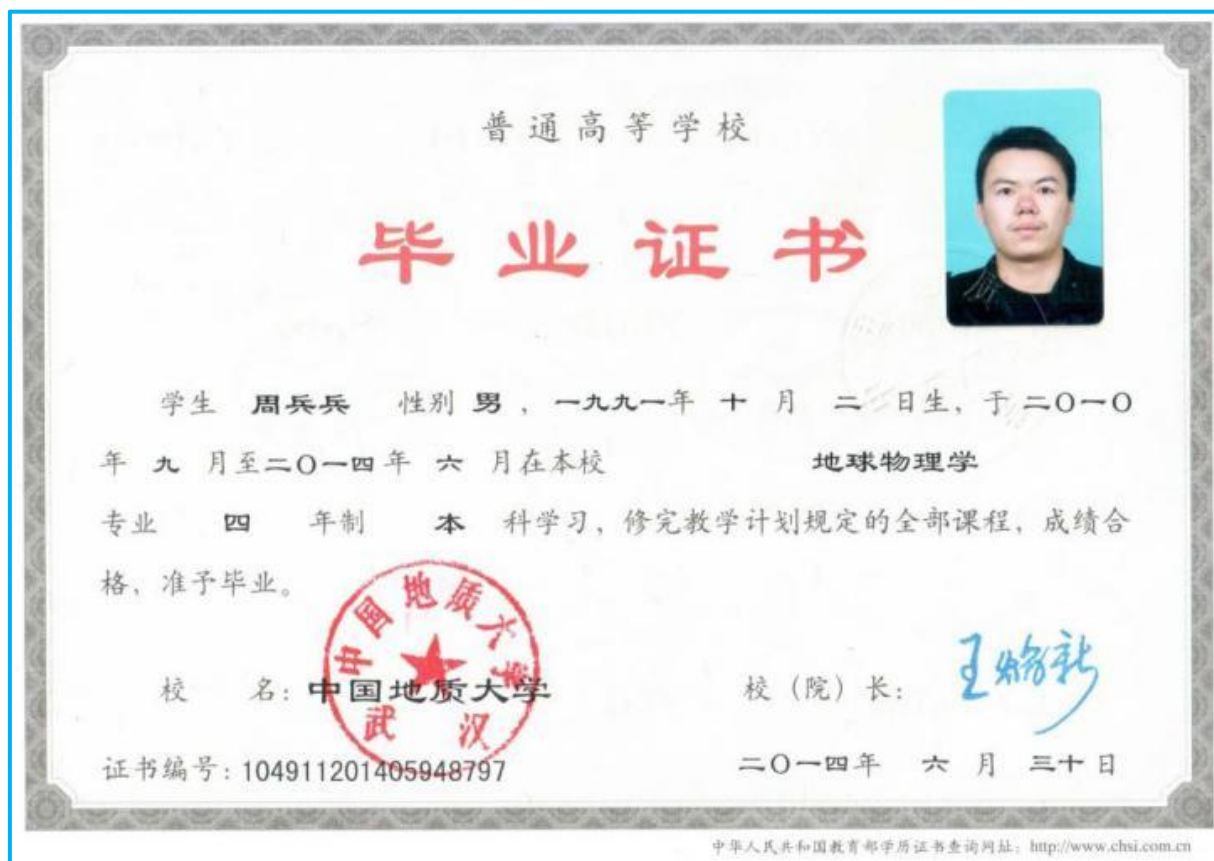 普通高等学校
毕业证书
学生 周兵兵 性别 男，一九九一年 十 月 二 日生，于二〇一〇
年 九 月至二〇一四年 六 月在本校 地球物理学
专业 四 年制 本 科学习，修完教学计划规定的全部课程，成绩合
格，准予毕业。
中国地质大学
武汉
校 名：中国地质大学 校（院）长：王焰新
证书编号：104911201405948797 二〇一四年 六 月 三十日
中华人民共和国教育部学历证书查询网址：http://www.chsi.com.cn